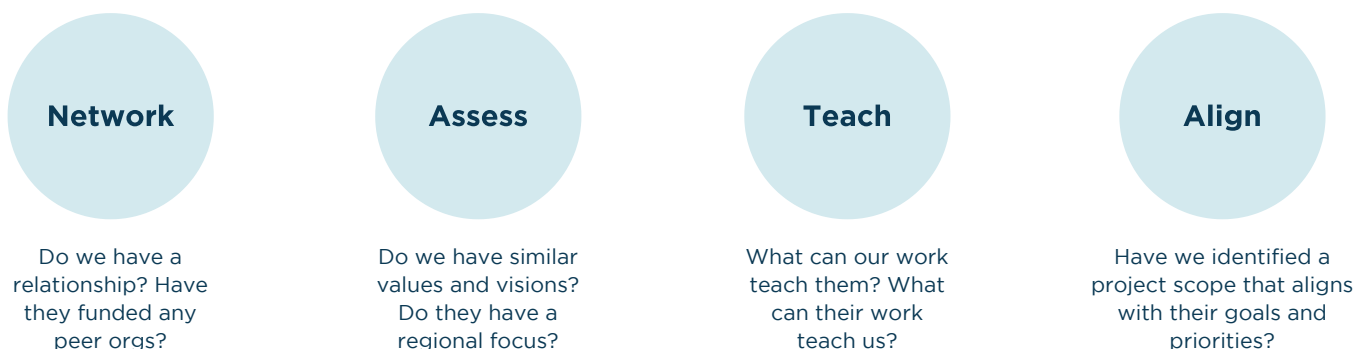 Network
Do we have a
relationship? Have
they funded any
peer orgs?
Assess
Do we have similar
values and visions?
Do they have a
regional focus?
Teach
What can our work
teach them? What
can their work
teach us?
Align
Have we identified a
project scope that aligns
with their goals and
priorities?